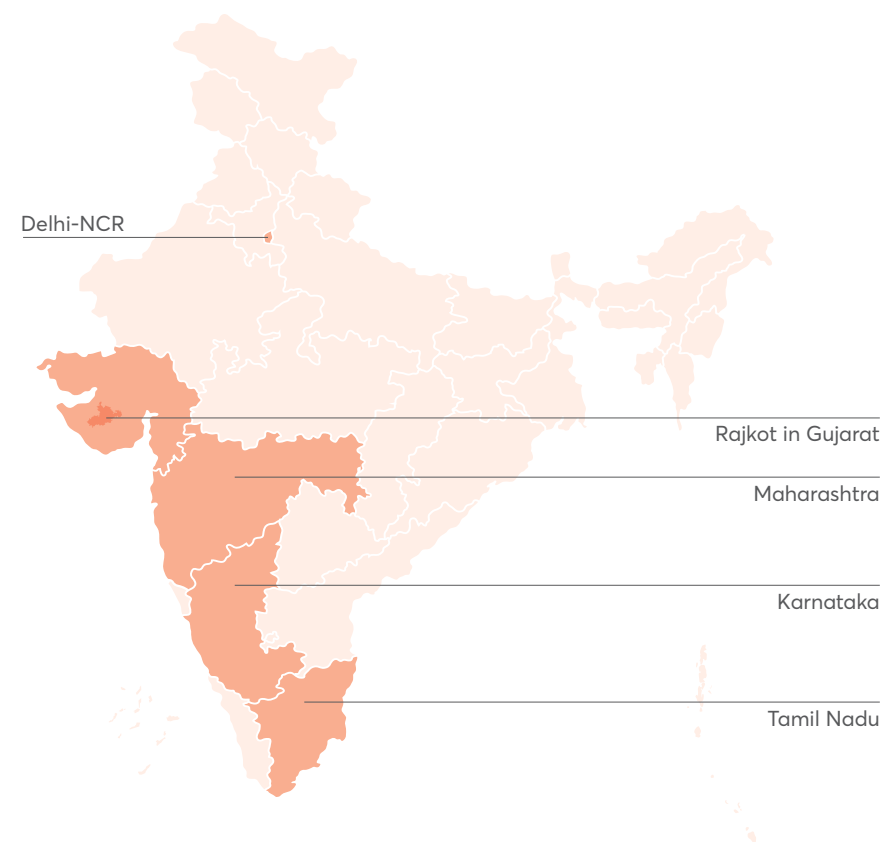 Delhi-NCR
Rajkot in Gujarat
Maharashtra
Karnataka
Tamil Nadu